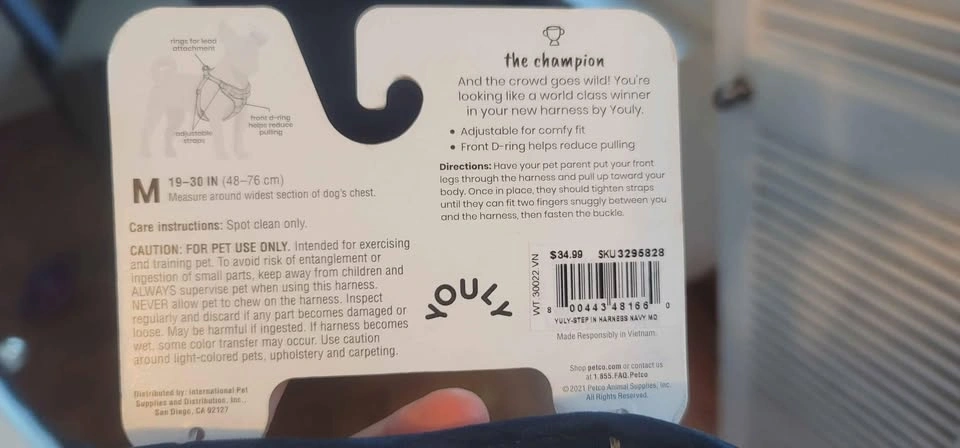 rings for lead
attachment
front d-ring
helps reduce
pulling
adjustable
straps
M 19–30 IN (48–76 cm)
Measure around widest section of dog's chest.
Care instructions: Spot clean only.
CAUTION: FOR PET USE ONLY. Intended for exercising
and training pet. To avoid risk of entanglement or
ingestion of small parts, keep away from children and
ALWAYS supervise pet when using this harness.
NEVER allow pet to chew on the harness. Inspect
regularly and discard if any part becomes damaged or
loose. May be harmful if ingested. If harness becomes
wet, some color transfer may occur. Use caution
around light-colored pets, upholstery and carpeting.
Distributed by: International Pet
Supplies and Distribution, Inc.,
San Diego, CA 92127
the champion
And the crowd goes wild! You're
looking like a world class winner
in your new harness by Youly.
• Adjustable for comfy fit
• Front D-ring helps reduce pulling
Directions: Have your pet parent put your front
legs through the harness and pull up toward your
body. Once in place, they should tighten straps
until they can fit two fingers snuggly between you
and the harness, then fasten the buckle.
YOULY
WT 30022 VN
$34.99 SKU 3295828
8 00443 48166 0
YULY-STEP IN HARNESS NAVY MD
Made Responsibly in Vietnam.
Shop petco.com or contact us
at 1.855.FAQ.Petco
© 2021 Petco Animal Supplies, Inc.
All Rights Reserved.